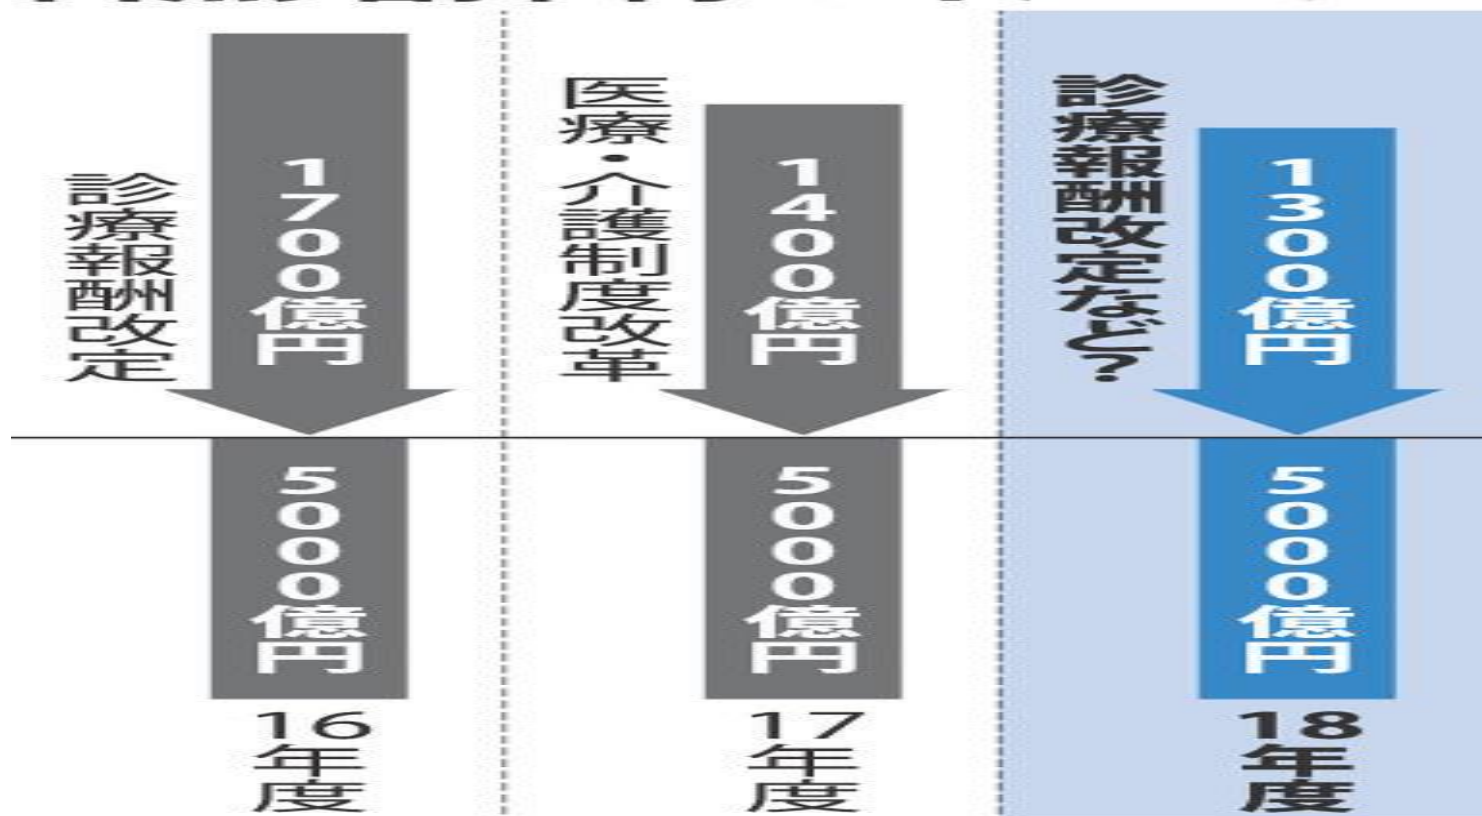 診療報酬改定
1700億円
5000億円
16年度
医療・介護制度改革
1400億円
5000億円
17年度
診療報酬改定など?
1300億円
5000億円
18年度